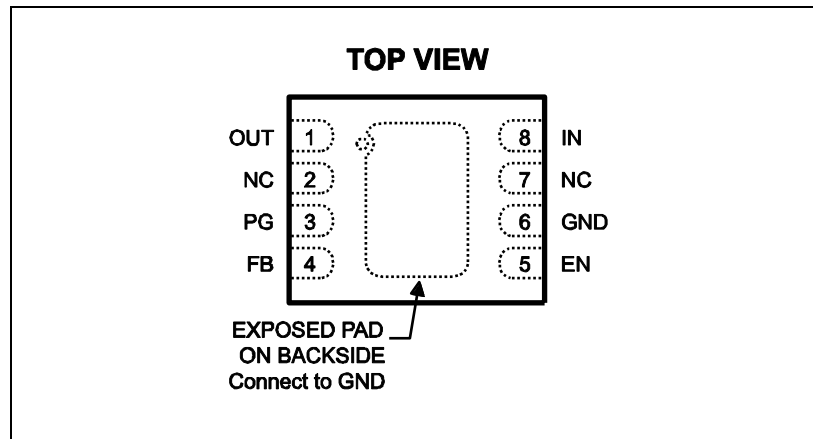 TOP VIEW
OUT 1 8 IN
NC 2 7 NC
PG 3 6 GND
FB 4 5 EN
EXPOSED PAD
ON BACKSIDE
Connect to GND